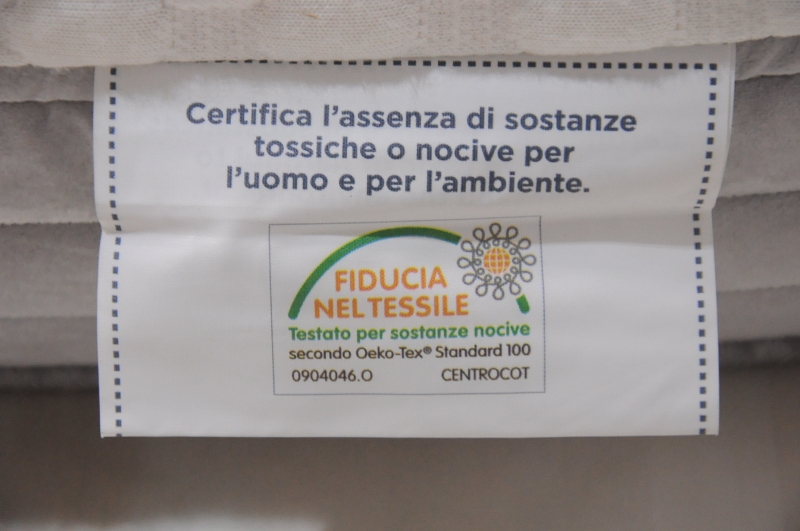 Certifica l'assenza di sostanze
tossiche o nocive per
l'uomo e per l'ambiente.
FIDUCIA
NEL TESSILE
Testato per sostanze nocive
secondo Oeko-Tex® Standard 100
0904046.O CENTROCOT